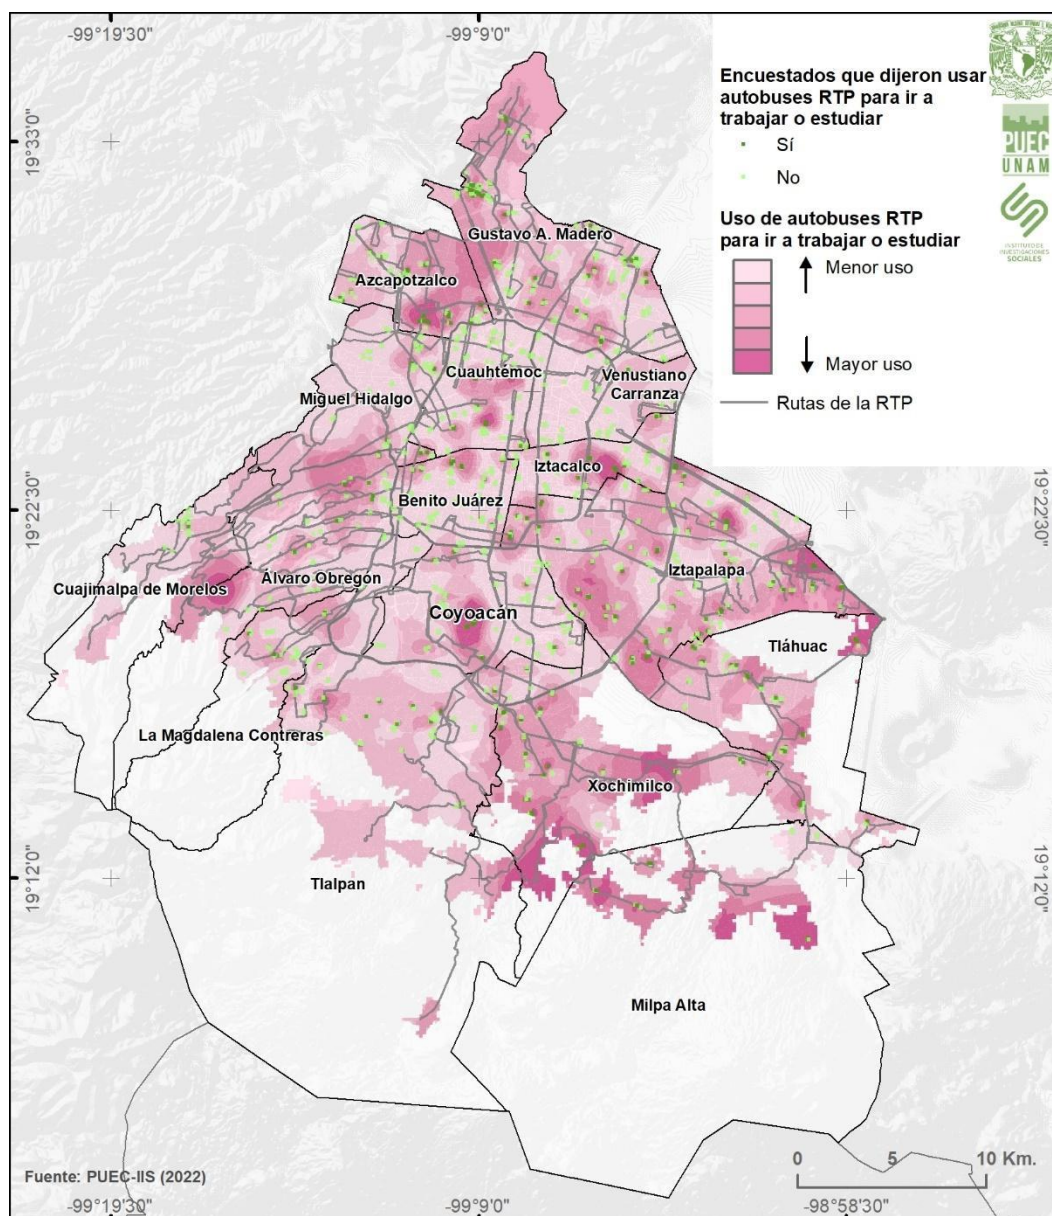 -99°19'30"
-99°9'0"
19°33'0"
Encuestados que dijeron usar
autobuses RTP para ir a
trabajar o estudiar
Sí
No
PUEC
UNAM
INSTITUTO DE
INVESTIGACIONES
SOCIALES
Uso de autobuses RTP
para ir a trabajar o estudiar
Menor uso
Mayor uso
Rutas de la RTP
Gustavo A. Madero
Azcapotzalco
Cuauhtémoc
Venustiano
Carranza
Miguel Hidalgo
Iztacalco
Benito Juárez
19°22'30"
19°22'30"
Iztapalapa
Cuajimalpa de Morelos
Álvaro Obregón
Coyoacán
Tláhuac
La Magdalena Contreras
Xochimilco
19°12'0"
Tlalpan
19°12'0"
Milpa Alta
Fuente: PUEC-IIS (2022)
0 5 10 Km.
-99°19'30"
-99°9'0"
-98°58'30"